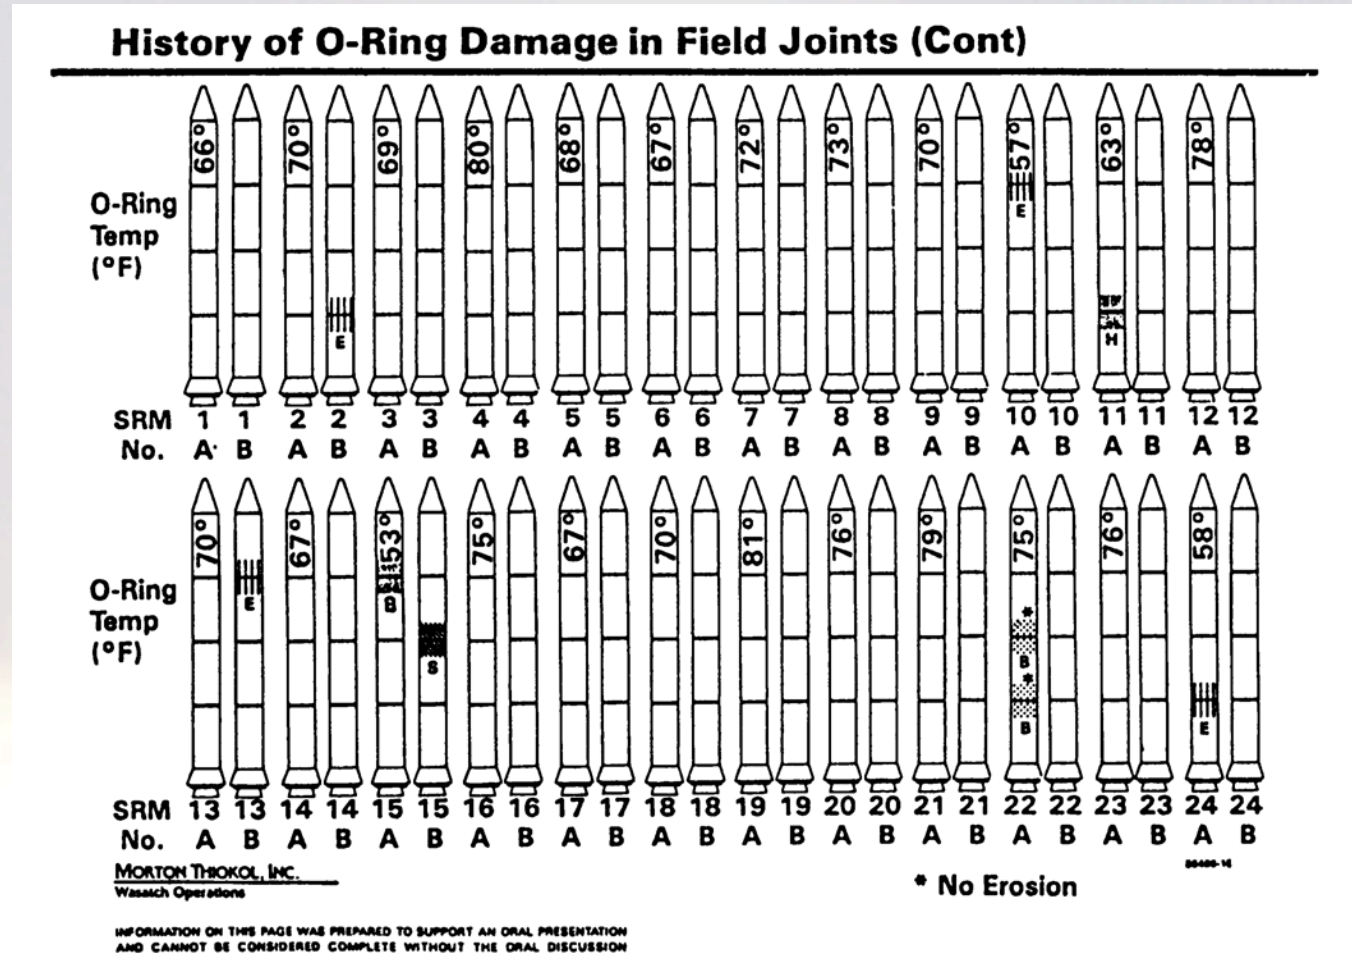 History of O-Ring Damage in Field Joints (Cont)
66° 70° 69° 80° 68° 67° 72° 73° 70° 57° 63° 78°
O-Ring
Temp
(°F)
E
H
E
SRM 1 1 2 2 3 3 4 4 5 5 6 6 7 7 8 8 9 9 10 10 11 11 12 12
No. A B A B A B A B A B A B A B A B A B A B A B A B
70° 67° 53° 75° 67° 70° 81° 76° 79° 75° 76° 58°
O-Ring
Temp
(°F)
E B
*
S B
*
B E
SRM 13 13 14 14 15 15 16 16 17 17 18 18 19 19 20 20 21 21 22 22 23 23 24 24
No. A B A B A B A B A B A B A B A B A B A B A B A B
MORTON THIOKOL, INC.
Wasatch Operations
* No Erosion
INFORMATION ON THIS PAGE WAS PREPARED TO SUPPORT AN ORAL PRESENTATION
AND CANNOT BE CONSIDERED COMPLETE WITHOUT THE ORAL DISCUSSION